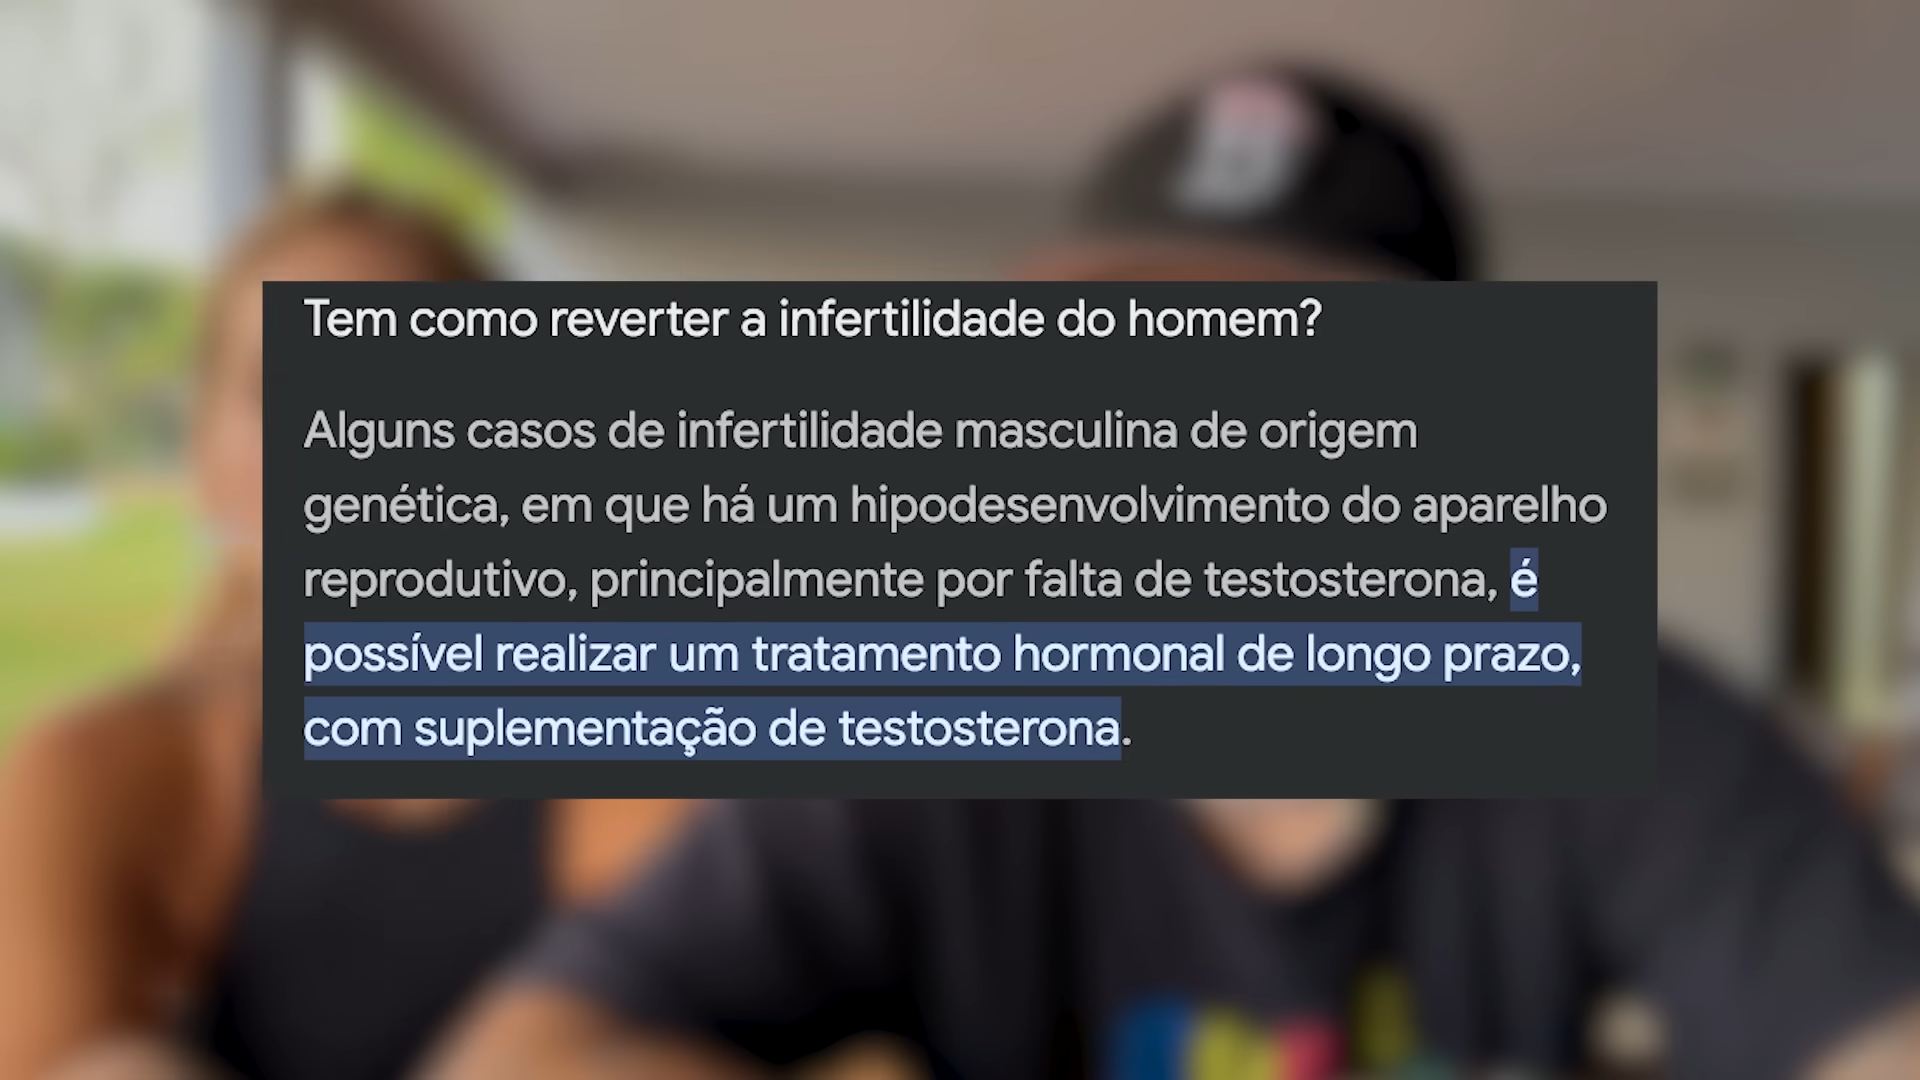 Tem como reverter a infertilidade do homem?
Alguns casos de infertilidade masculina de origem
genética, em que há um hipodesenvolvimento do aparelho
reprodutivo, principalmente por falta de testosterona, é
possível realizar um tratamento hormonal de longo prazo,
com suplementação de testosterona.